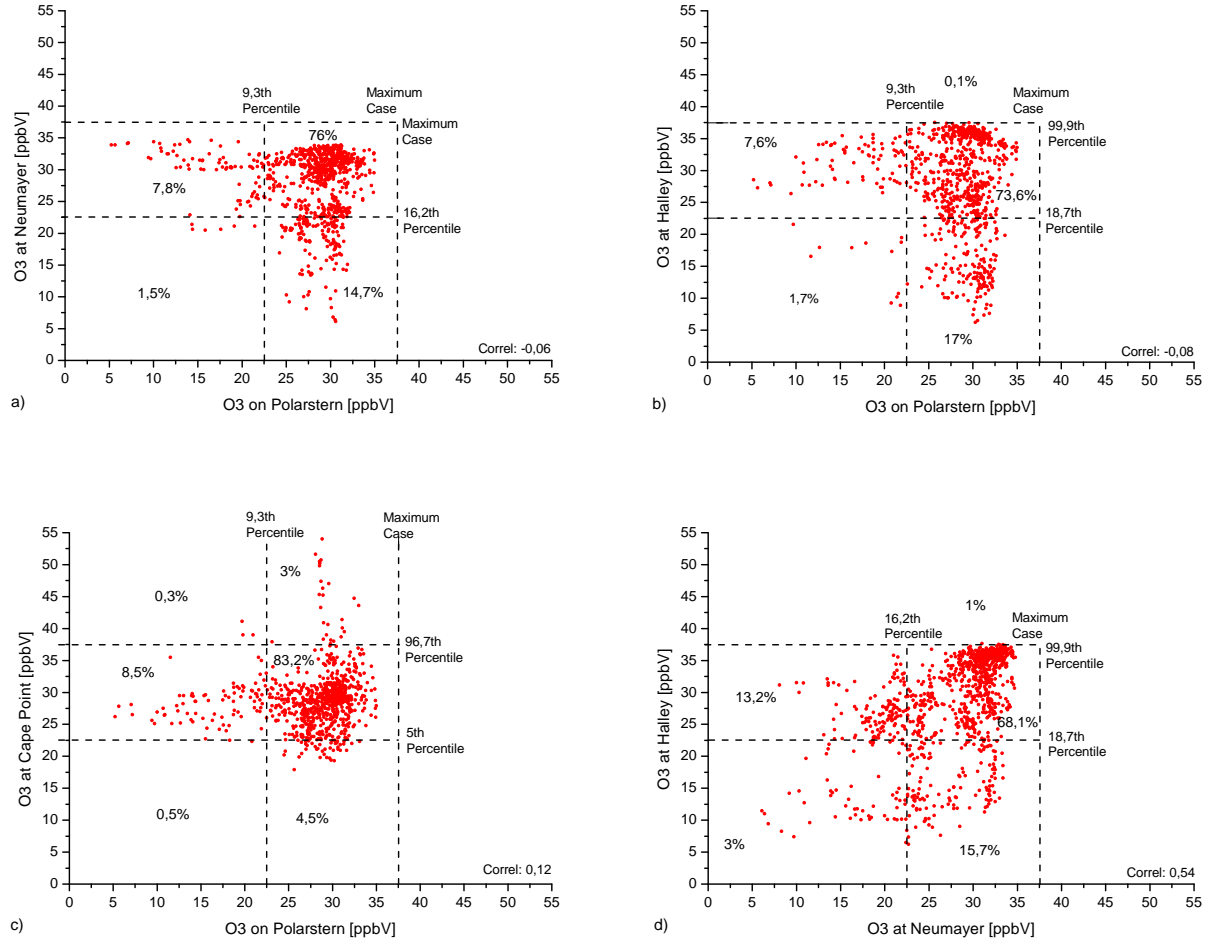 55
50
45
40
35
30
25
20
15
10
5
0
O3 at Neumayer [ppbV]
9,3th
Percentile
Maximum
Case
Maximum
Case
76%
7,8%
16,2th
Percentile
1,5%
14,7%
Correl: -0,06
0 5 10 15 20 25 30 35 40 45 50 55
O3 on Polarstern [ppbV]
a)
55
50
45
40
35
30
25
20
15
10
5
0
O3 at Halley [ppbV]
0,1%
9,3th
Percentile
Maximum
Case
99,9th
Percentile
7,6%
73,6%
18,7th
Percentile
1,7%
17%
Correl: -0,08
0 5 10 15 20 25 30 35 40 45 50 55
O3 on Polarstern [ppbV]
b)
55
50
45
40
35
30
25
20
15
10
5
0
O3 at Cape Point [ppbV]
9,3th
Percentile
Maximum
Case
3%
0,3%
96,7th
Percentile
83,2%
8,5%
5th
Percentile
0,5%
4,5%
Correl: 0,12
0 5 10 15 20 25 30 35 40 45 50 55
O3 on Polarstern [ppbV]
c)
55
50
45
40
35
30
25
20
15
10
5
0
O3 at Halley [ppbV]
1%
16,2th
Percentile
Maximum
Case
99,9th
Percentile
13,2%
68,1%
18,7th
Percentile
3%
15,7%
Correl: 0,54
0 5 10 15 20 25 30 35 40 45 50 55
O3 at Neumayer [ppbV]
d)